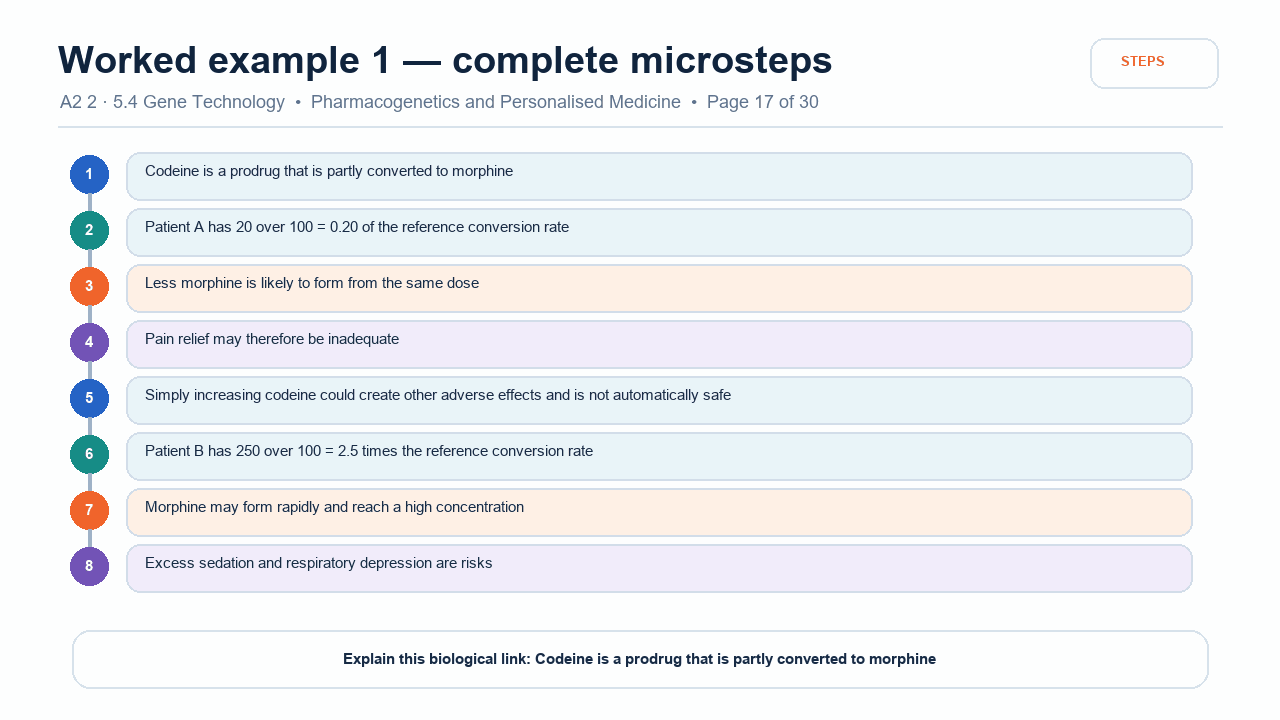 Worked example 1 — complete microsteps
STEPS
A2 2 · 5.4 Gene Technology • Pharmacogenetics and Personalised Medicine • Page 17 of 30
1 Codeine is a prodrug that is partly converted to morphine
2 Patient A has 20 over 100 = 0.20 of the reference conversion rate
3 Less morphine is likely to form from the same dose
4 Pain relief may therefore be inadequate
5 Simply increasing codeine could create other adverse effects and is not automatically safe
6 Patient B has 250 over 100 = 2.5 times the reference conversion rate
7 Morphine may form rapidly and reach a high concentration
8 Excess sedation and respiratory depression are risks
Explain this biological link: Codeine is a prodrug that is partly converted to morphine